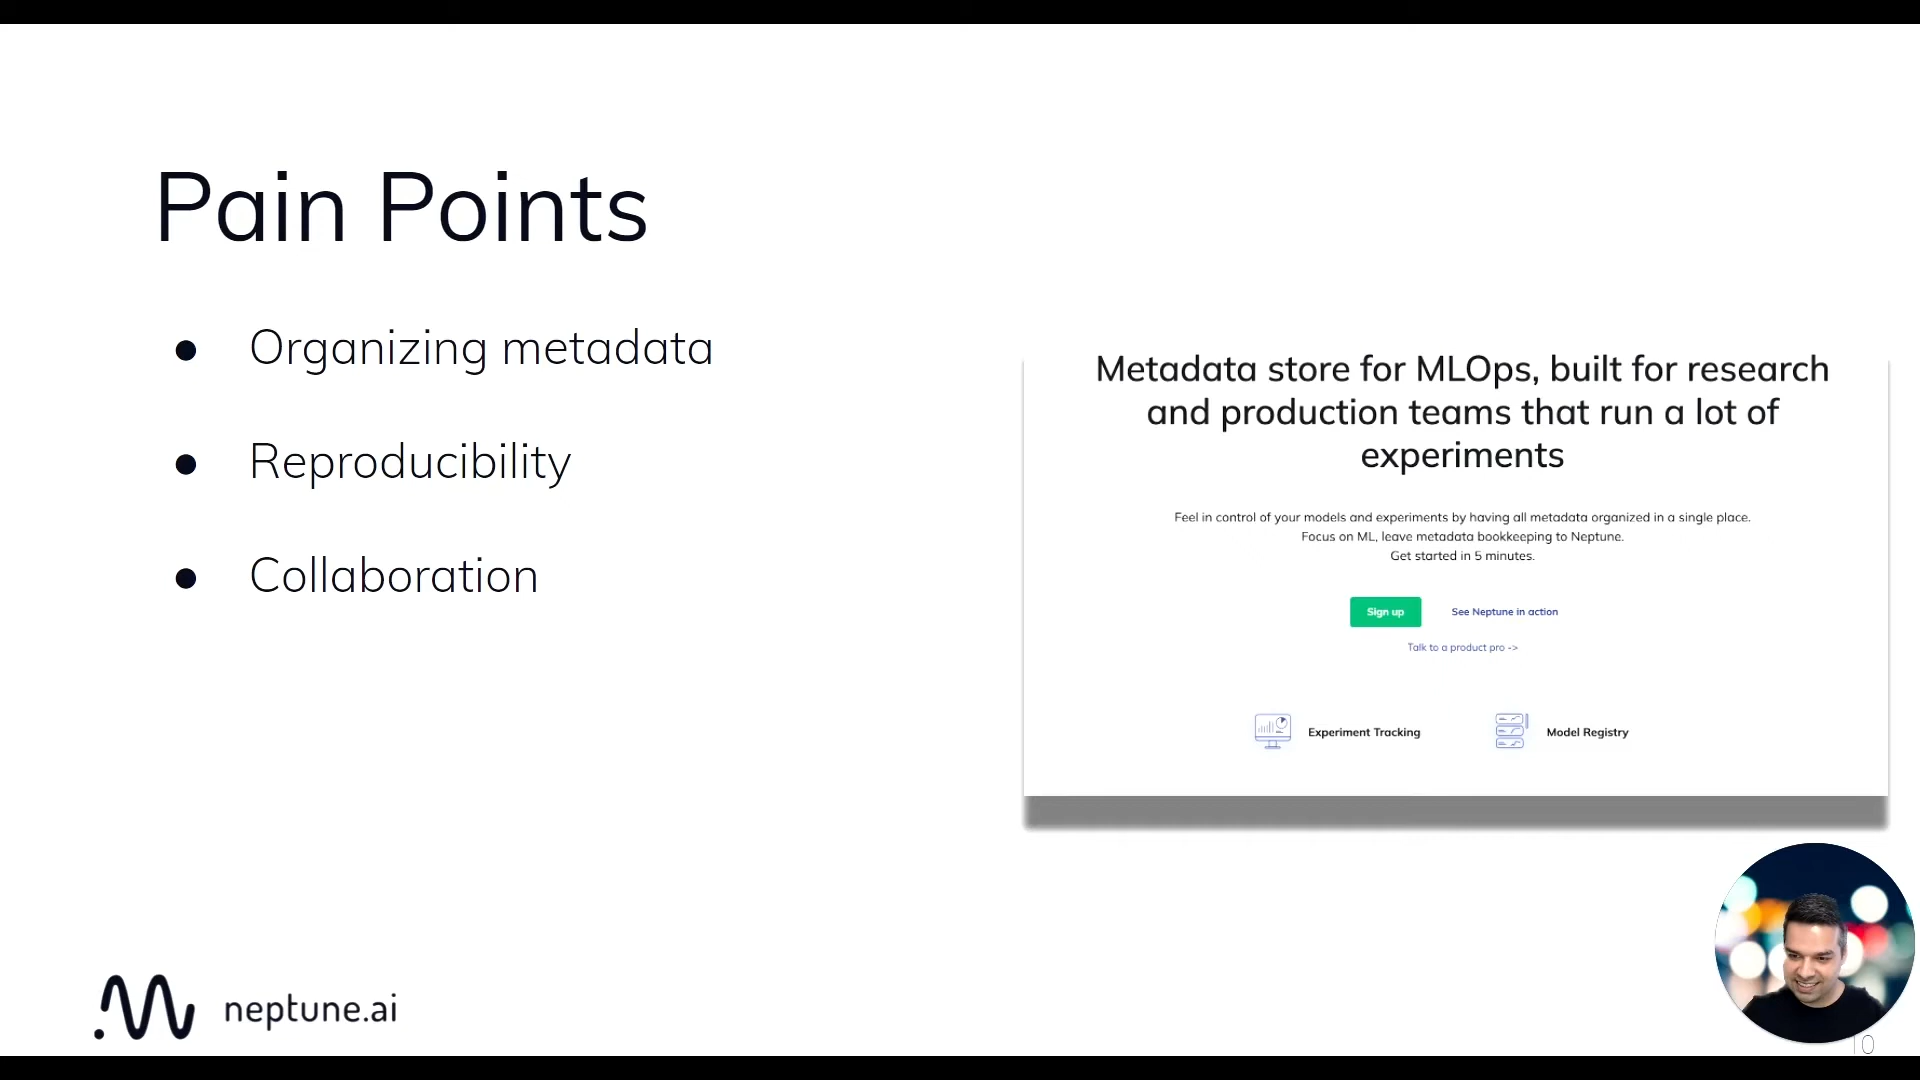 Pain Points
● Organizing metadata
● Reproducibility
● Collaboration
Metadata store for MLOps, built for research
and production teams that run a lot of
experiments
Feel in control of your models and experiments by having all metadata organized in a single place.
Focus on ML, leave metadata bookkeeping to Neptune.
Get started in 5 minutes.
Sign up
See Neptune in action
Talk to a product pro ->
Experiment Tracking
Model Registry
neptune.ai
10